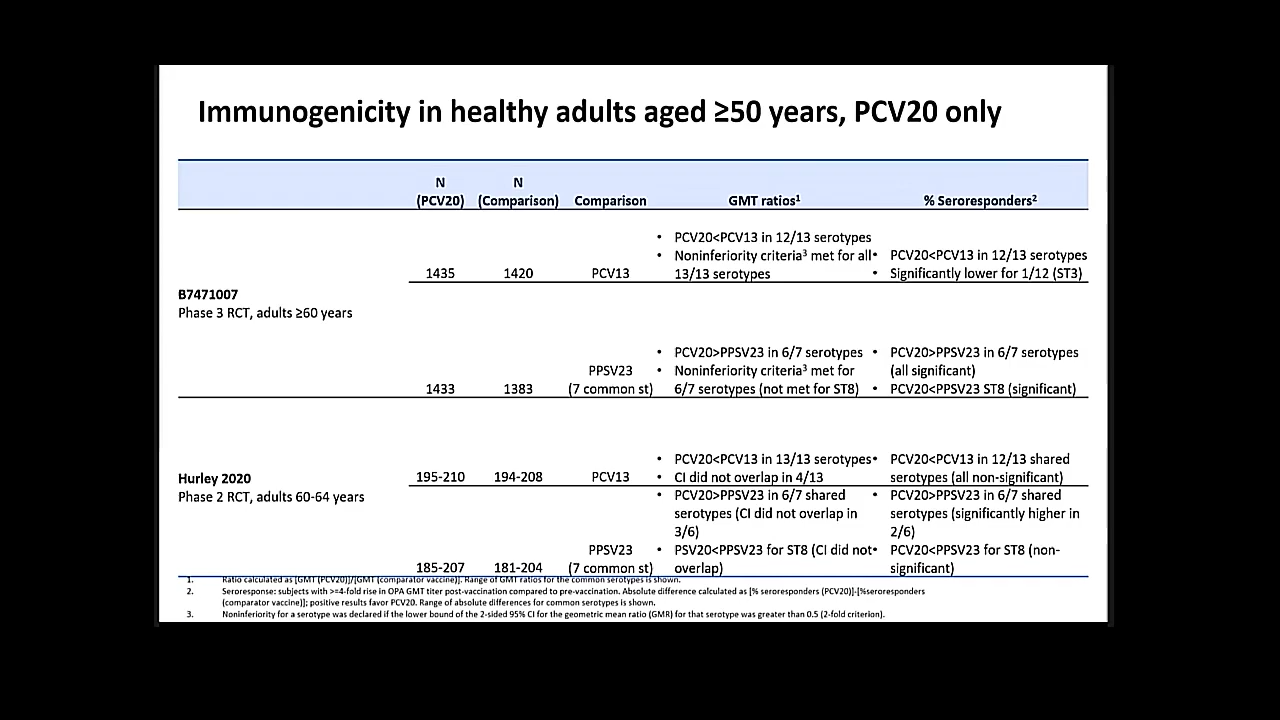 Immunogenicity in healthy adults aged ≥50 years, PCV20 only
N (PCV20) N (Comparison) Comparison GMT ratios¹ % Seroresponders²
B7471007
Phase 3 RCT, adults ≥60 years
1435 1420 PCV13
• PCV20<PCV13 in 12/13 serotypes
• Noninferiority criteria³ met for all
13/13 serotypes
• PCV20<PCV13 in 12/13 serotypes
• Significantly lower for 1/12 (ST3)
1433 1383 PPSV23
(7 common st)
• PCV20>PPSV23 in 6/7 serotypes
• Noninferiority criteria³ met for
6/7 serotypes (not met for ST8)
• PCV20>PPSV23 in 6/7 serotypes
(all significant)
• PCV20<PPSV23 ST8 (significant)
Hurley 2020
Phase 2 RCT, adults 60-64 years
195-210 194-208 PCV13
• PCV20<PCV13 in 13/13 serotypes
• CI did not overlap in 4/13
• PCV20<PCV13 in 12/13 shared
serotypes (all non-significant)
185-207 181-204 PPSV23
(7 common st)
• PCV20>PPSV23 in 6/7 shared
serotypes (CI did not overlap in
3/6)
• PSV20<PPSV23 for ST8 (CI did not
overlap)
• PCV20>PPSV23 in 6/7 shared
serotypes (significantly higher in
2/6)
• PCV20<PPSV23 for ST8 (non-
significant)
1. Ratio calculated as [GMT (PCV20)]/[GMT (comparator vaccine)]. Range of GMT ratios for the common serotypes is shown.
2. Seroresponse: subjects with >=4-fold rise in OPA GMT titer post-vaccination compared to pre-vaccination. Absolute difference calculated as [% seroresponders (PCV20)]-[%seroresponders
(comparator vaccine)]; positive results favor PCV20. Range of absolute differences for common serotypes is shown.
3. Noninferiority for a serotype was declared if the lower bound of the 2-sided 95% CI for the geometric mean ratio (GMR) for that serotype was greater than 0.5 (2-fold criterion).